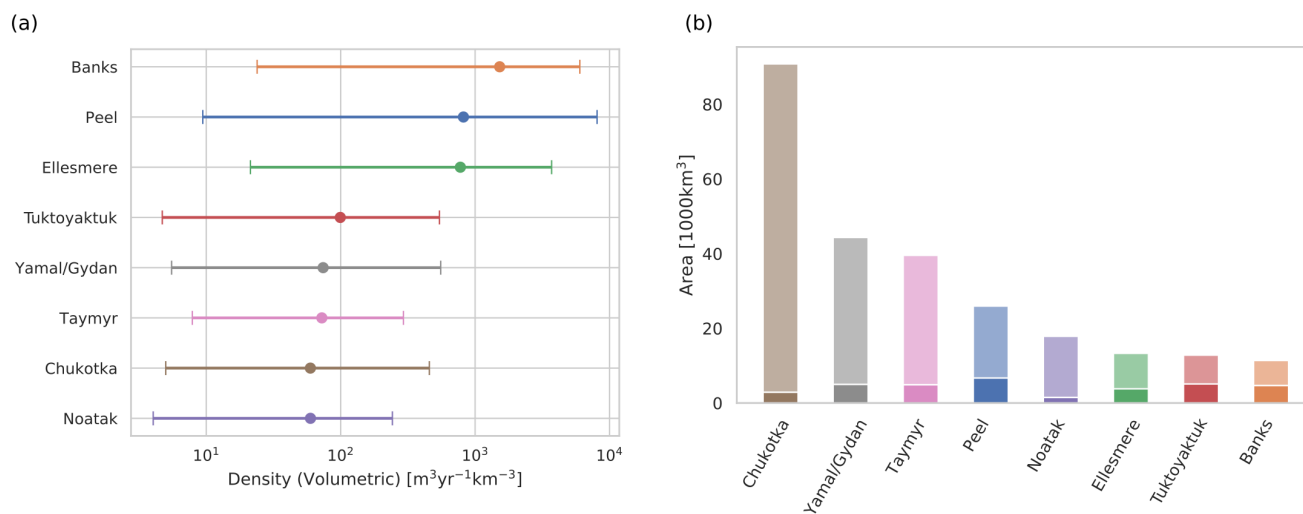 (a)
Banks
Peel
Ellesmere
Tuktoyaktuk
Yamal/Gydan
Taymyr
Chukotka
Noatak
10¹ 10² 10³ 10⁴
Density (Volumetric) [m³yr⁻¹km⁻³]
(b)
Area [1000km³]
80
60
40
20
0
Chukotka
Yamal/Gydan
Taymyr
Peel
Noatak
Ellesmere
Tuktoyaktuk
Banks